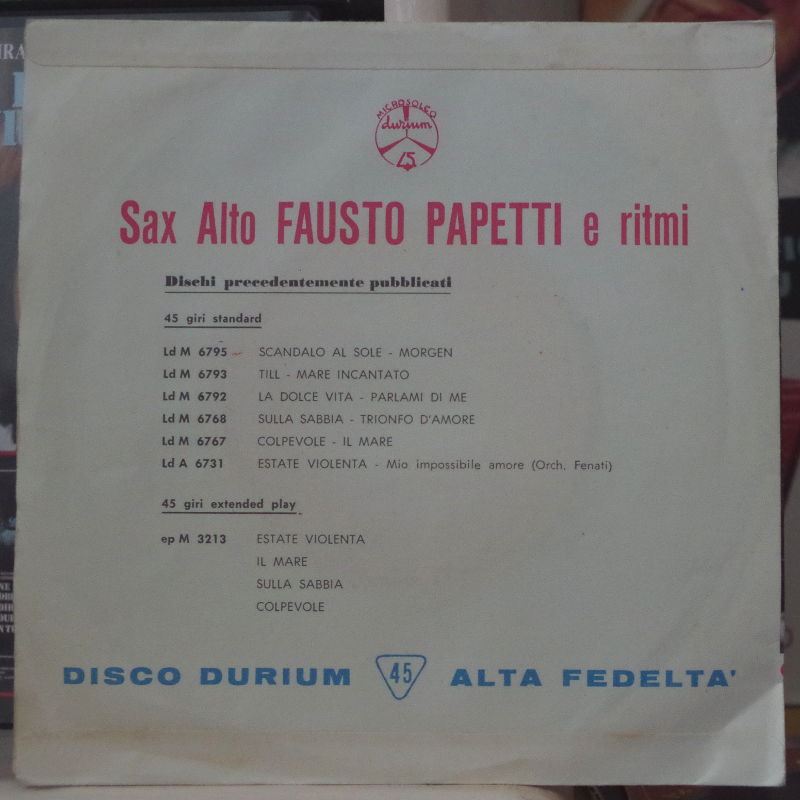 MICROSOLCO
durium
45
Sax Alto FAUSTO PAPETTI e ritmi
Dischi precedentemente pubblicati
45 giri standard
Ld M 6795 SCANDALO AL SOLE - MORGEN
Ld M 6793 TILL - MARE INCANTATO
Ld M 6792 LA DOLCE VITA - PARLAMI DI ME
Ld M 6768 SULLA SABBIA - TRIONFO D'AMORE
Ld M 6767 COLPEVOLE - IL MARE
Ld A 6731 ESTATE VIOLENTA - Mio impossibile amore (Orch. Fenati)
45 giri extended play
ep M 3213 ESTATE VIOLENTA
IL MARE
SULLA SABBIA
COLPEVOLE
DISCO DURIUM 45 ALTA FEDELTA'